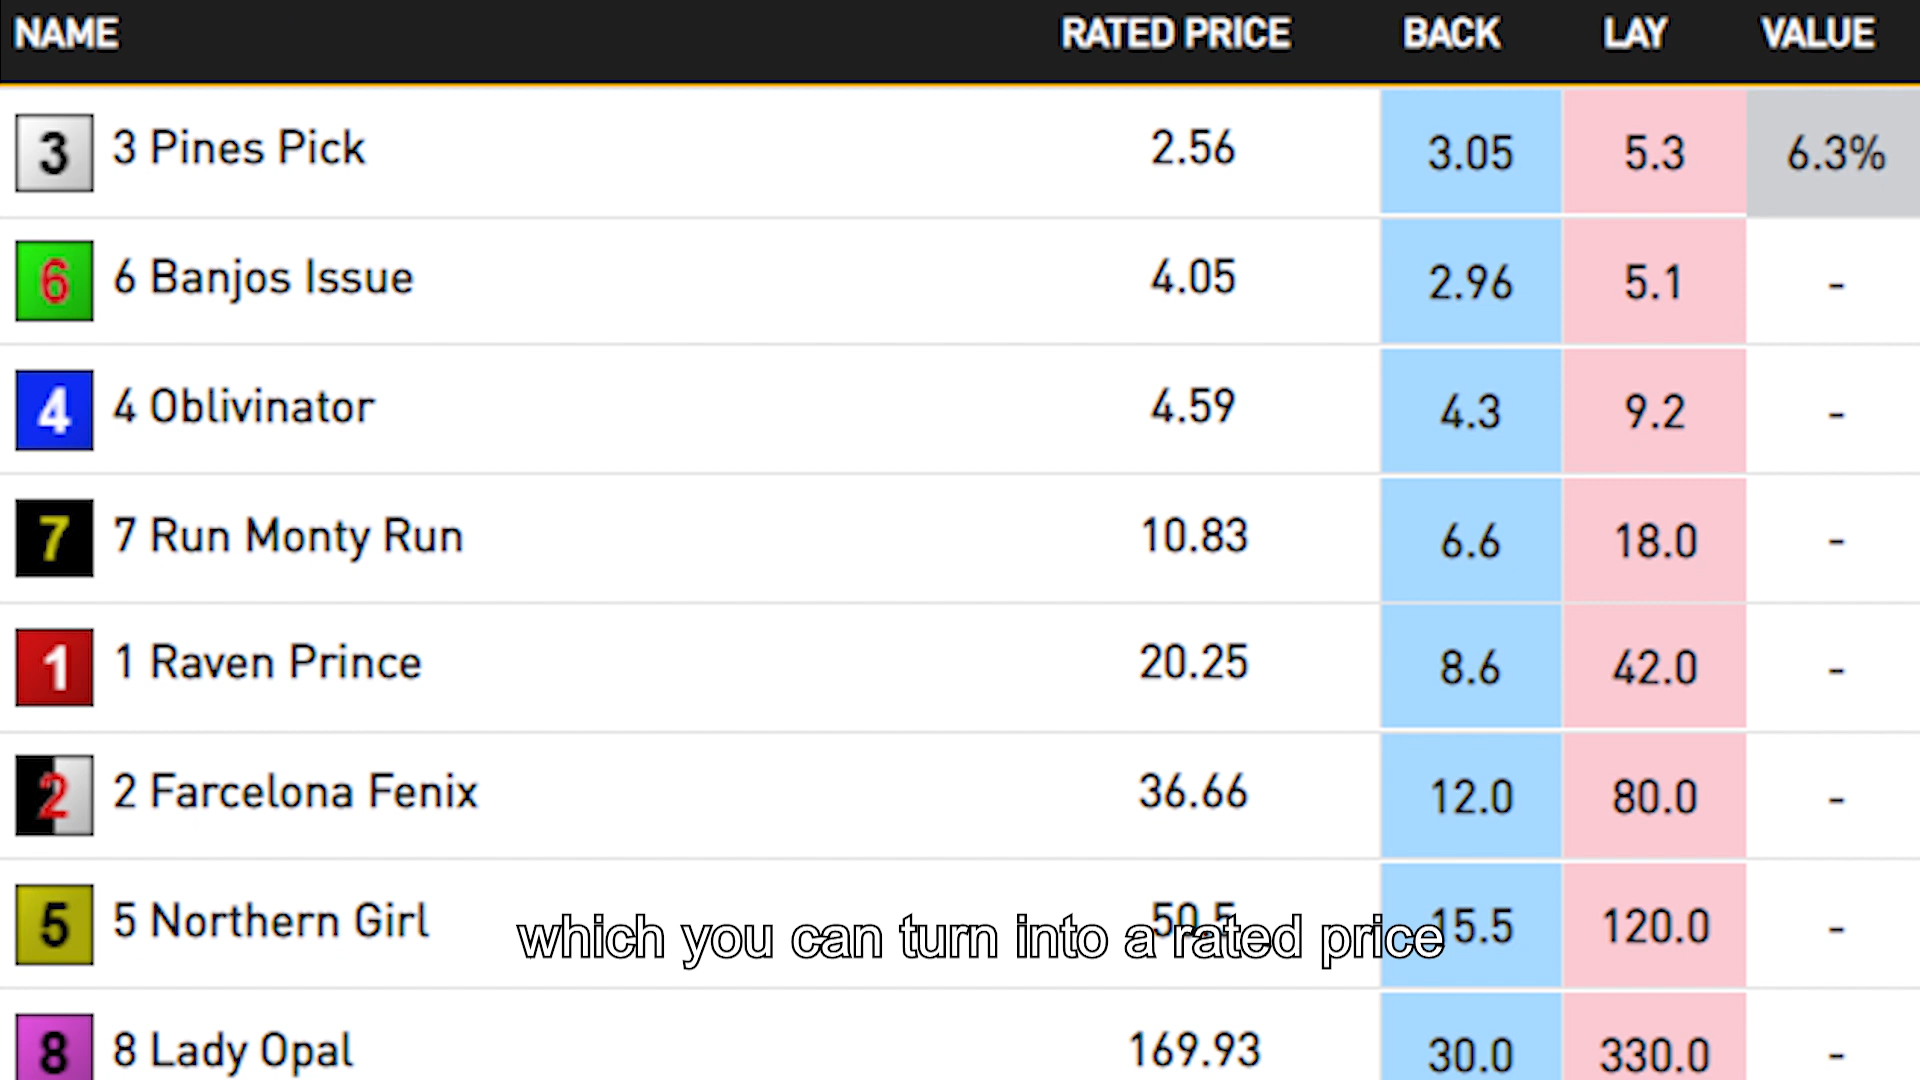 NAME RATED PRICE BACK LAY VALUE
3 3 Pines Pick 2.56 3.05 5.3 6.3%
6 6 Banjos Issue 4.05 2.96 5.1 -
4 4 Oblivinator 4.59 4.3 9.2 -
7 7 Run Monty Run 10.83 6.6 18.0 -
1 1 Raven Prince 20.25 8.6 42.0 -
2 2 Farcelona Fenix 36.66 12.0 80.0 -
5 5 Northern Girl 50.5 15.5 120.0 -
which you can turn into a rated price
8 8 Lady Opal 169.93 30.0 330.0 -